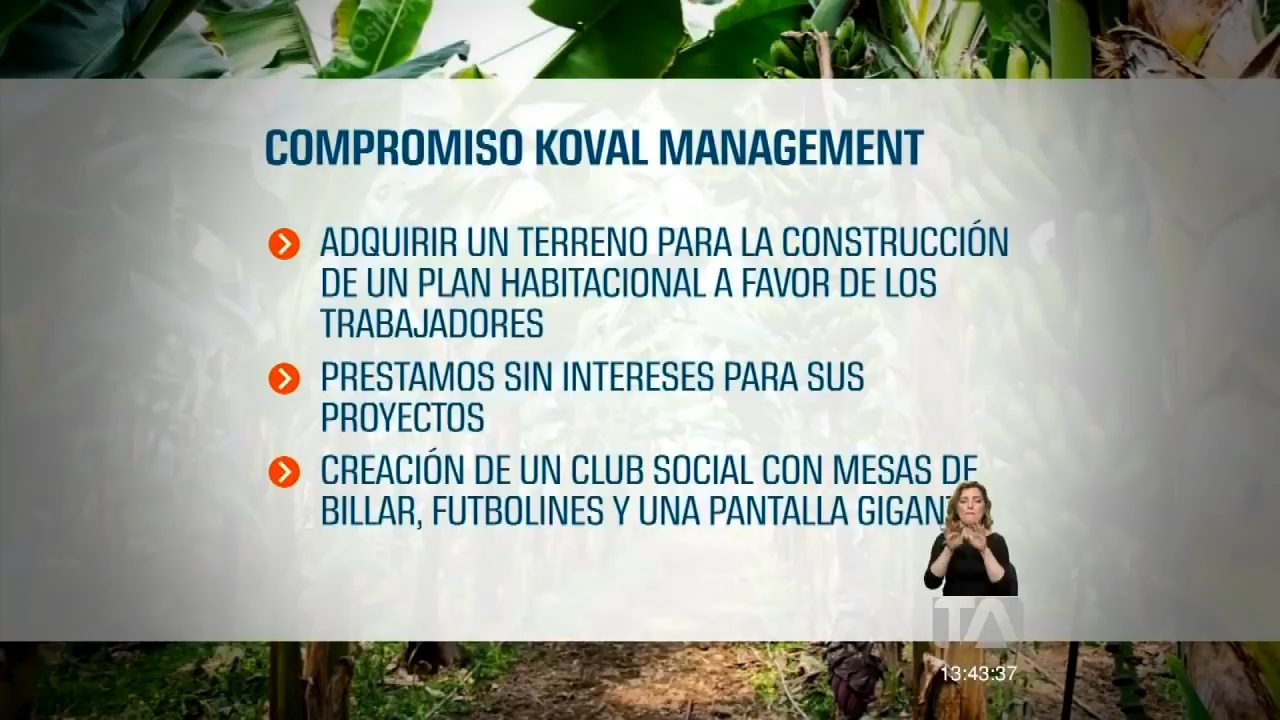 COMPROMISO KOVAL MANAGEMENT
ADQUIRIR UN TERRENO PARA LA CONSTRUCCIÓN
DE UN PLAN HABITACIONAL A FAVOR DE LOS
TRABAJADORES
PRESTAMOS SIN INTERESES PARA SUS
PROYECTOS
CREACIÓN DE UN CLUB SOCIAL CON MESAS DE
BILLAR, FUTBOLINES Y UNA PANTALLA
TA
13:43:37